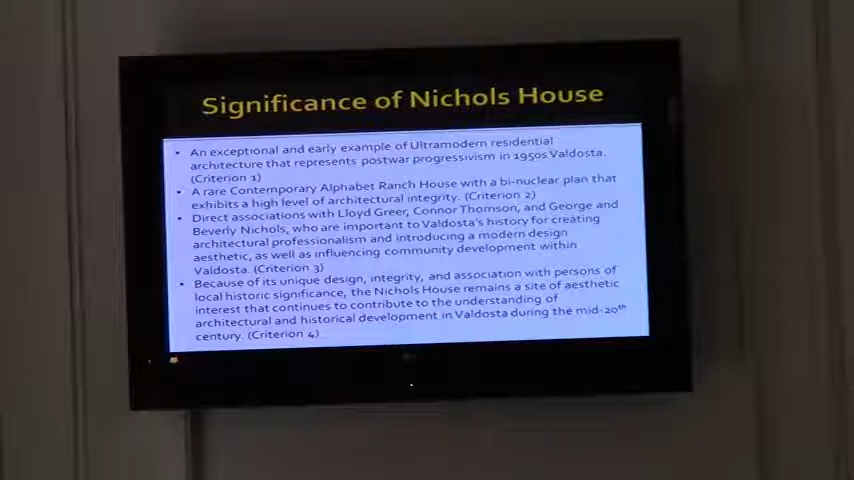 Significance of Nichols House
• An exceptional and early example of Ultramodern residential
architecture that represents postwar progressivism in 1950s Valdosta.
(Criterion 1)
• A rare Contemporary Alphabet Ranch House with a bi-nuclear plan that
exhibits a high level of architectural integrity. (Criterion 2)
• Direct associations with Lloyd Greer, Connor Thomson, and George and
Beverly Nichols, who are important to Valdosta's history for creating
architectural professionalism and introducing a modern design
aesthetic, as well as influencing community development within
Valdosta. (Criterion 3)
• Because of its unique design, integrity, and association with persons of
local historic significance, the Nichols House remains a site of aesthetic
interest that continues to contribute to the understanding of
architectural and historical development in Valdosta during the mid-20th
century. (Criterion 4)